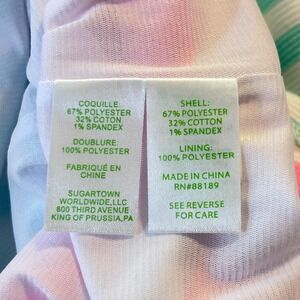 COQUILLE:
67% POLYESTER
32% COTON
1% SPANDEX
DOUBLURE:
100% POLYESTER
FABRIQUÉ EN
CHINE
SUGARTOWN
WORLDWIDE,LLC
800 THIRD AVENUE
KING OF PRUSSIA,PA
SHELL:
67% POLYESTER
32% COTTON
1% SPANDEX
LINING:
100% POLYESTER
MADE IN CHINA
RN#88189
SEE REVERSE
FOR CARE